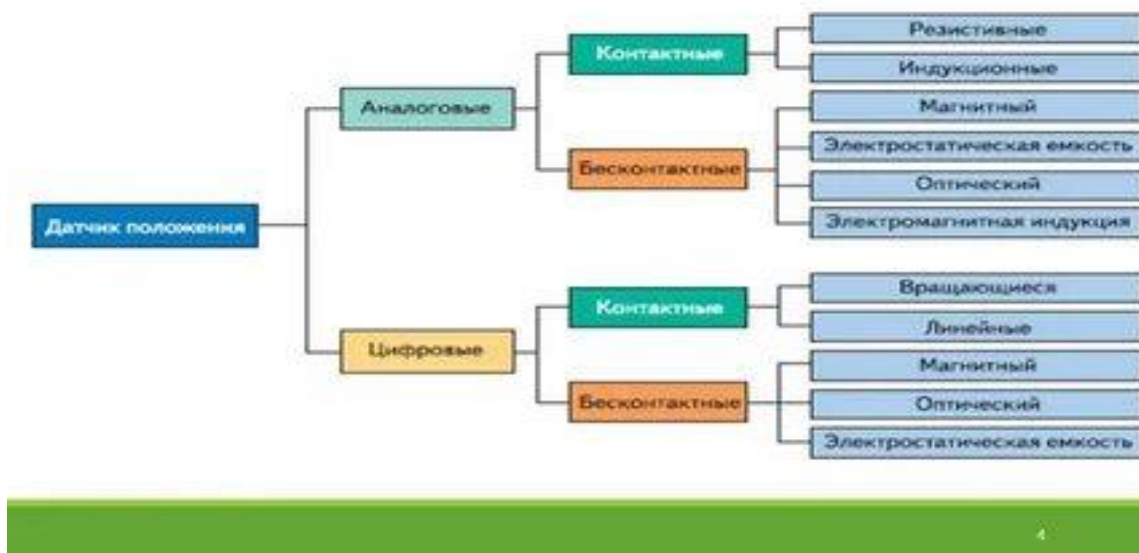 Датчик положения
Аналоговые
Контактные
Резистивные
Индукционные
Бесконтактные
Магнитный
Электростатическая емкость
Оптический
Электромагнитная индукция
Цифровые
Контактные
Вращающиеся
Линейные
Бесконтактные
Магнитный
Оптический
Электростатическая емкость
4